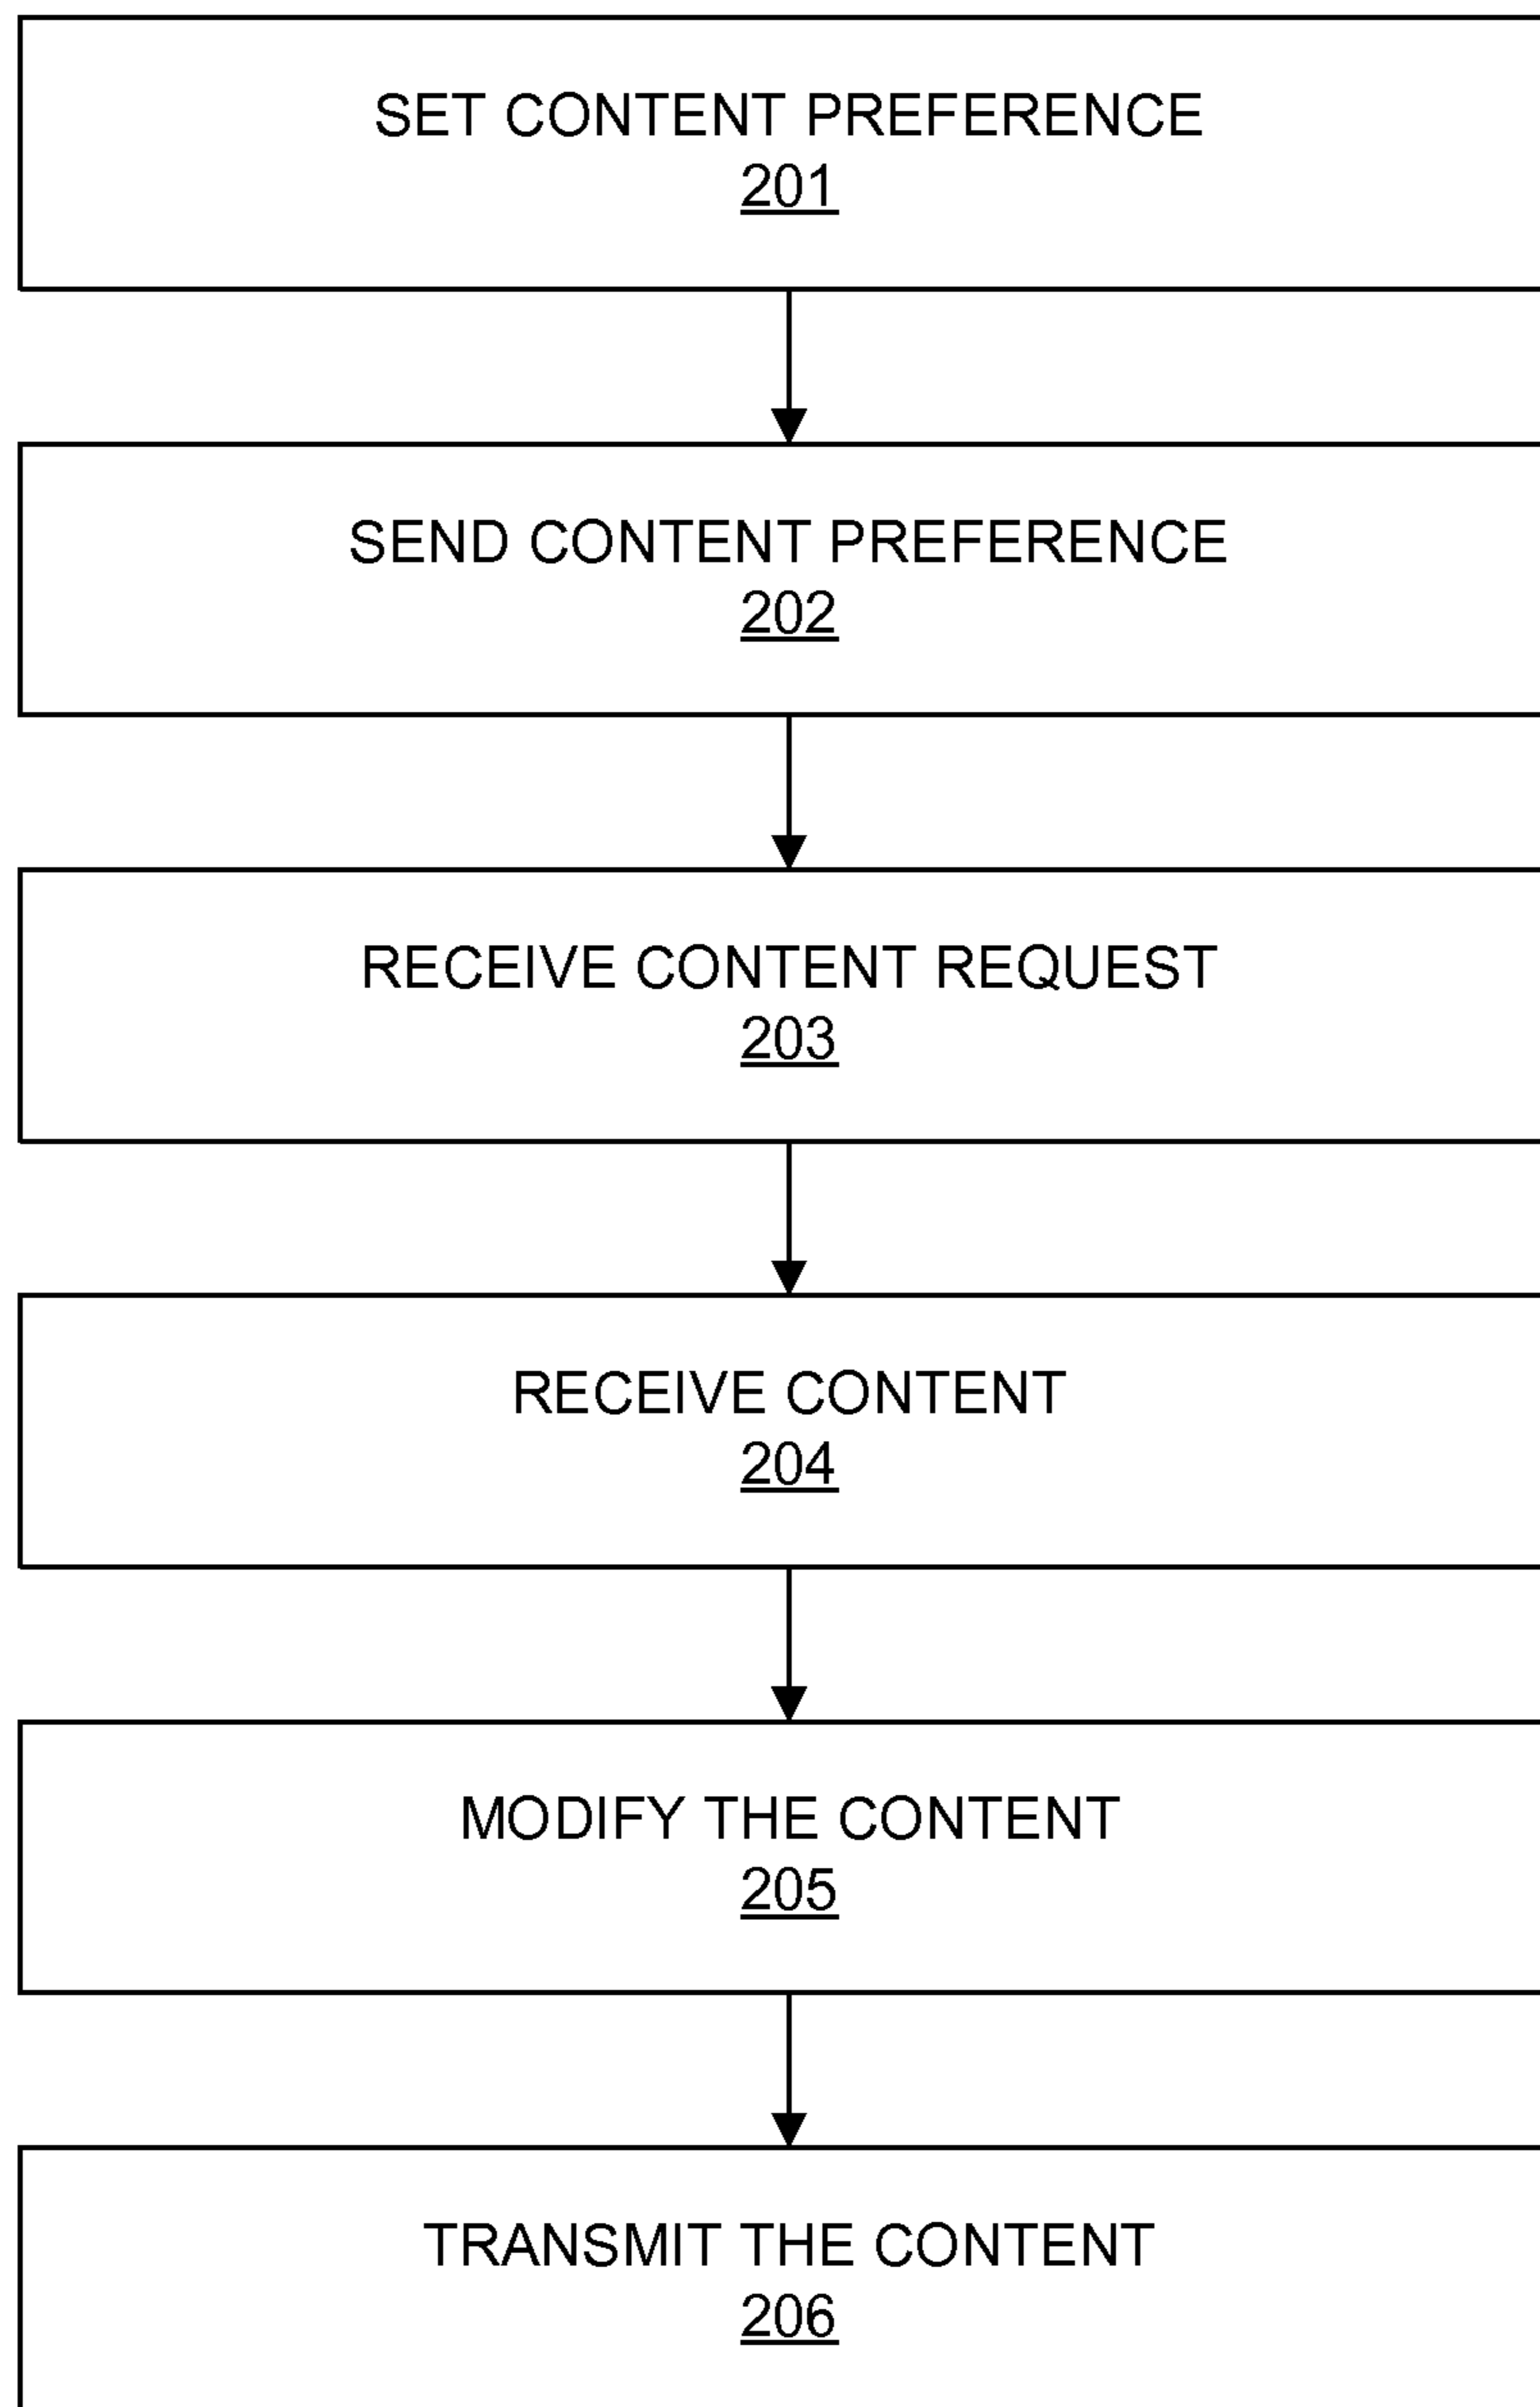 SET CONTENT PREFERENCE
201
SEND CONTENT PREFERENCE
202
RECEIVE CONTENT REQUEST
203
RECEIVE CONTENT
204
MODIFY THE CONTENT
205
TRANSMIT THE CONTENT
206